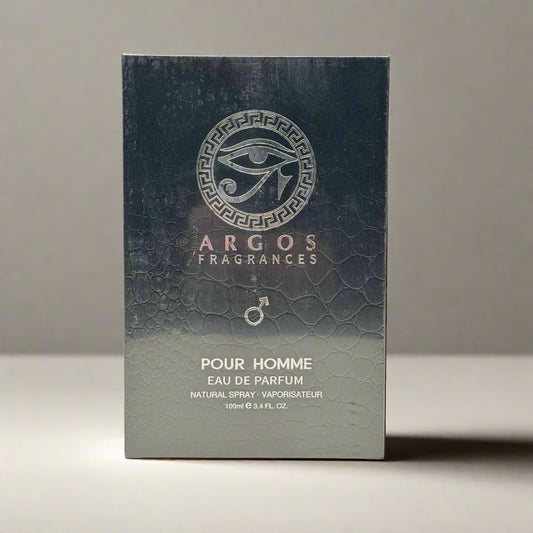 ARGOS
FRAGRANCES
POUR HOMME
EAU DE PARFUM
NATURAL SPRAY · VAPORISATEUR
100ml ℮ 3,4 FL. OZ.